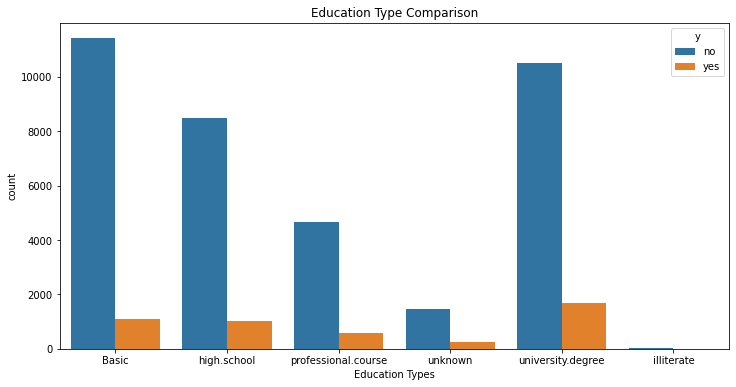 Education Type Comparison
y
no
yes
10000
8000
6000
4000
2000
0
count
Basic high.school professional.course unknown university.degree illiterate
Education Types